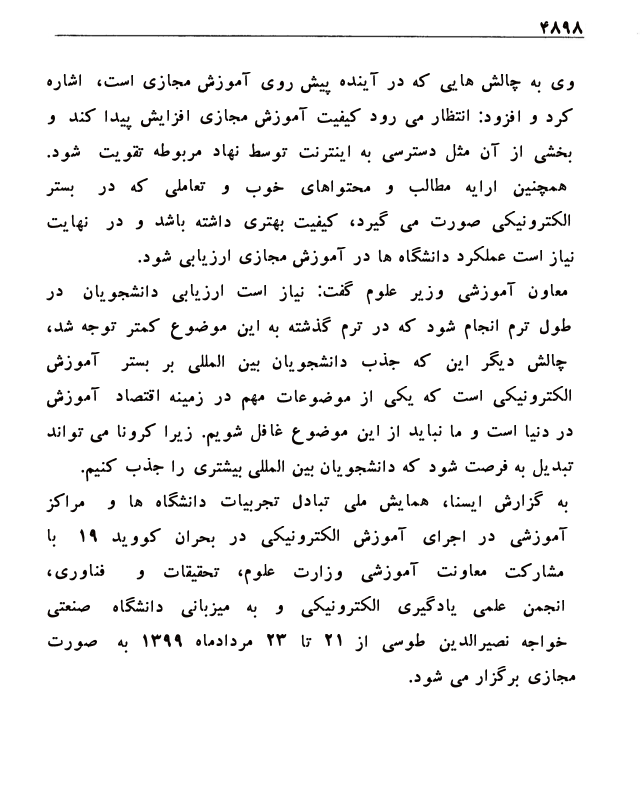 ۴۸۹۸
وی به چالش هایی که در آینده پیش روی آموزش مجازی است، اشاره
کرد و افزود: انتظار می رود کیفیت آموزش مجازی افزایش پیدا کند و
بخشی از آن مثل دسترسی به اینترنت توسط نهاد مربوطه تقویت شود.
همچنین ارایه مطالب و محتواهای خوب و تعاملی که در بستر
الکترونیکی صورت می گیرد، کیفیت بهتری داشته باشد و در نهایت
نیاز است عملکرد دانشگاه ها در آموزش مجازی ارزیابی شود.
معاون آموزشی وزیر علوم گفت: نیاز است ارزیابی دانشجویان در
طول ترم انجام شود که در ترم گذشته به این موضوع کمتر توجه شد،
چالش دیگر این که جذب دانشجویان بین المللی بر بستر آموزش
الکترونیکی است که یکی از موضوعات مهم در زمینه اقتصاد آموزش
در دنیا است و ما نباید از این موضوع غافل شویم. زیرا کرونا می تواند
تبدیل به فرصت شود که دانشجویان بین المللی بیشتری را جذب کنیم.
به گزارش ایسنا، همایش ملی تبادل تجربیات دانشگاه ها و مراکز
آموزشی در اجرای آموزش الکترونیکی در بحران کووید ۱۹ با
مشارکت معاونت آموزشی وزارت علوم، تحقیقات و فناوری،
انجمن علمی یادگیری الکترونیکی و به میزبانی دانشگاه صنعتی
خواجه نصیرالدین طوسی از ۲۱ تا ۲۳ مردادماه ۱۳۹۹ به صورت
مجازی برگزار می شود.